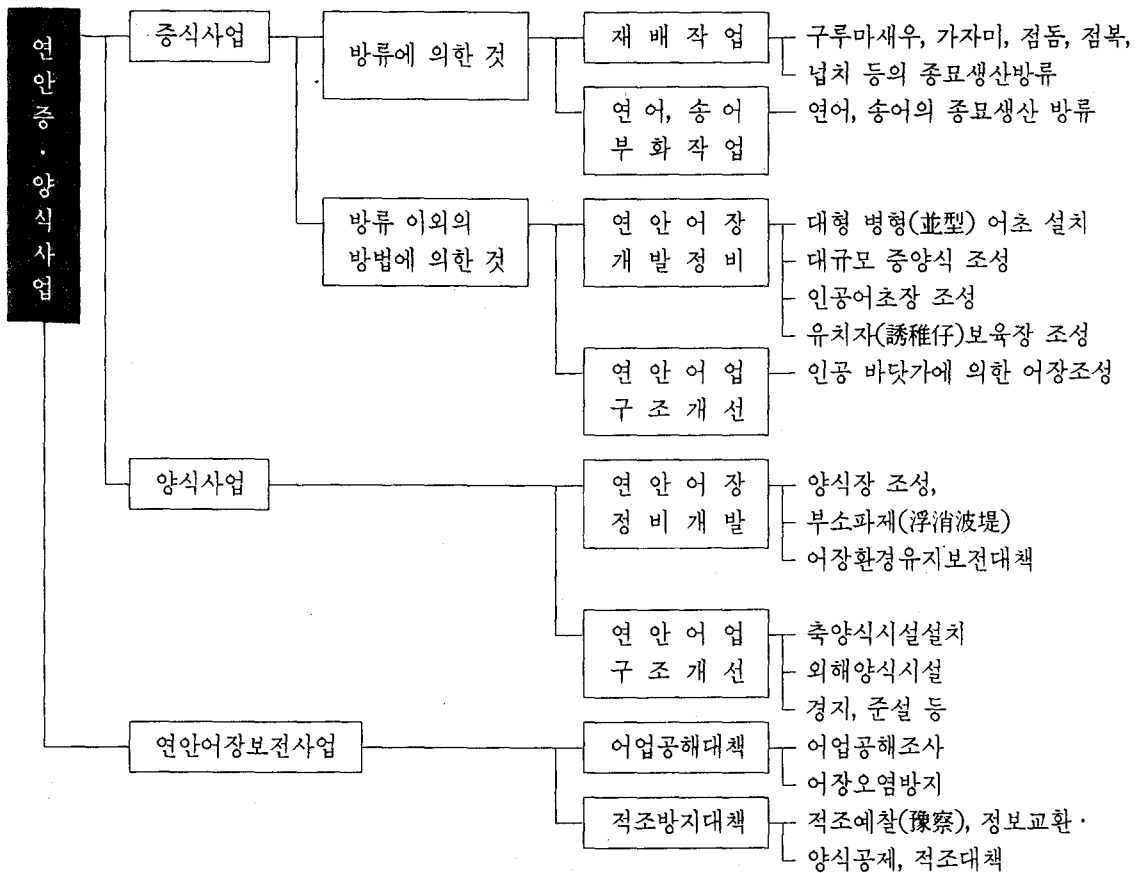 연안증·양식사업
증식사업
방류에 의한 것
재배작업
구루마새우, 가자미, 점돔, 점복,
넙치 등의 종묘생산방류
연어, 송어
부화작업
연어, 송어의 종묘생산 방류
방류 이외의
방법에 의한 것
연안어장
개발정비
대형 병형(並型) 어초 설치
대규모 증양식 조성
인공어초장 조성
유치자(誘稚仔)보육장 조성
연안어업
구조개선
인공 바닷가에 의한 어장조성
양식사업
연안어장
정비개발
양식장 조성,
부소파제(浮消波堤)
어장환경유지보전대책
연안어업
구조개선
축양식시설설치
외해양식시설
경지, 준설 등
연안어장보전사업
어업공해대책
어업공해조사
어장오염방지
적조방지대책
적조예찰(豫察), 정보교환·
양식공제, 적조대책